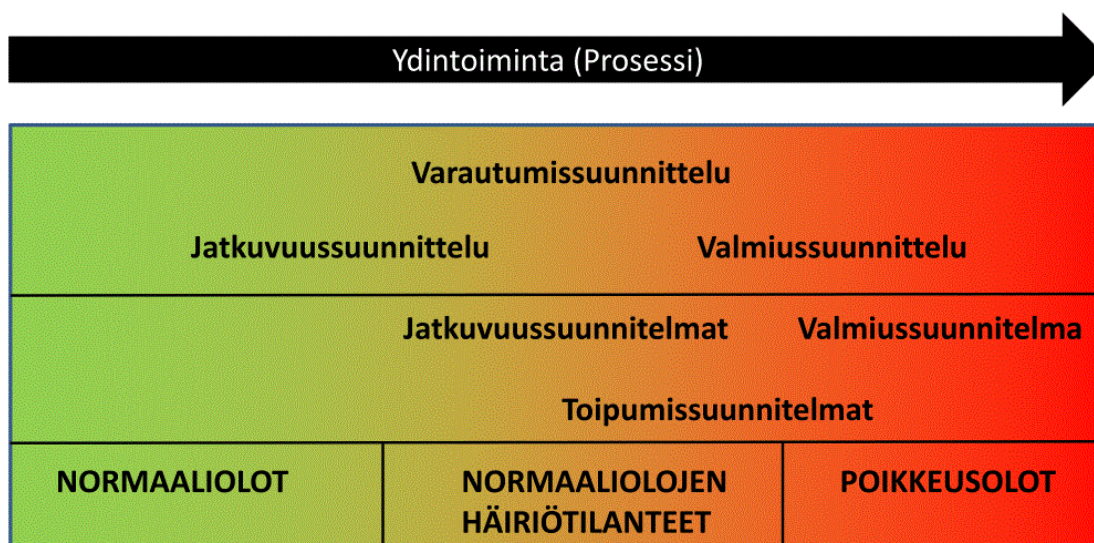 Ydintoiminta (Prosessi)
Varautumissuunnittelu
Jatkuvuussuunnittelu Valmiussuunnittelu
Jatkuvuussuunnitelmat Valmiussuunnitelma
Toipumissuunnitelmat
NORMAALIOLOT
NORMAALIOLOJEN
HÄIRIÖTILANTEET
POIKKEUSOLOT